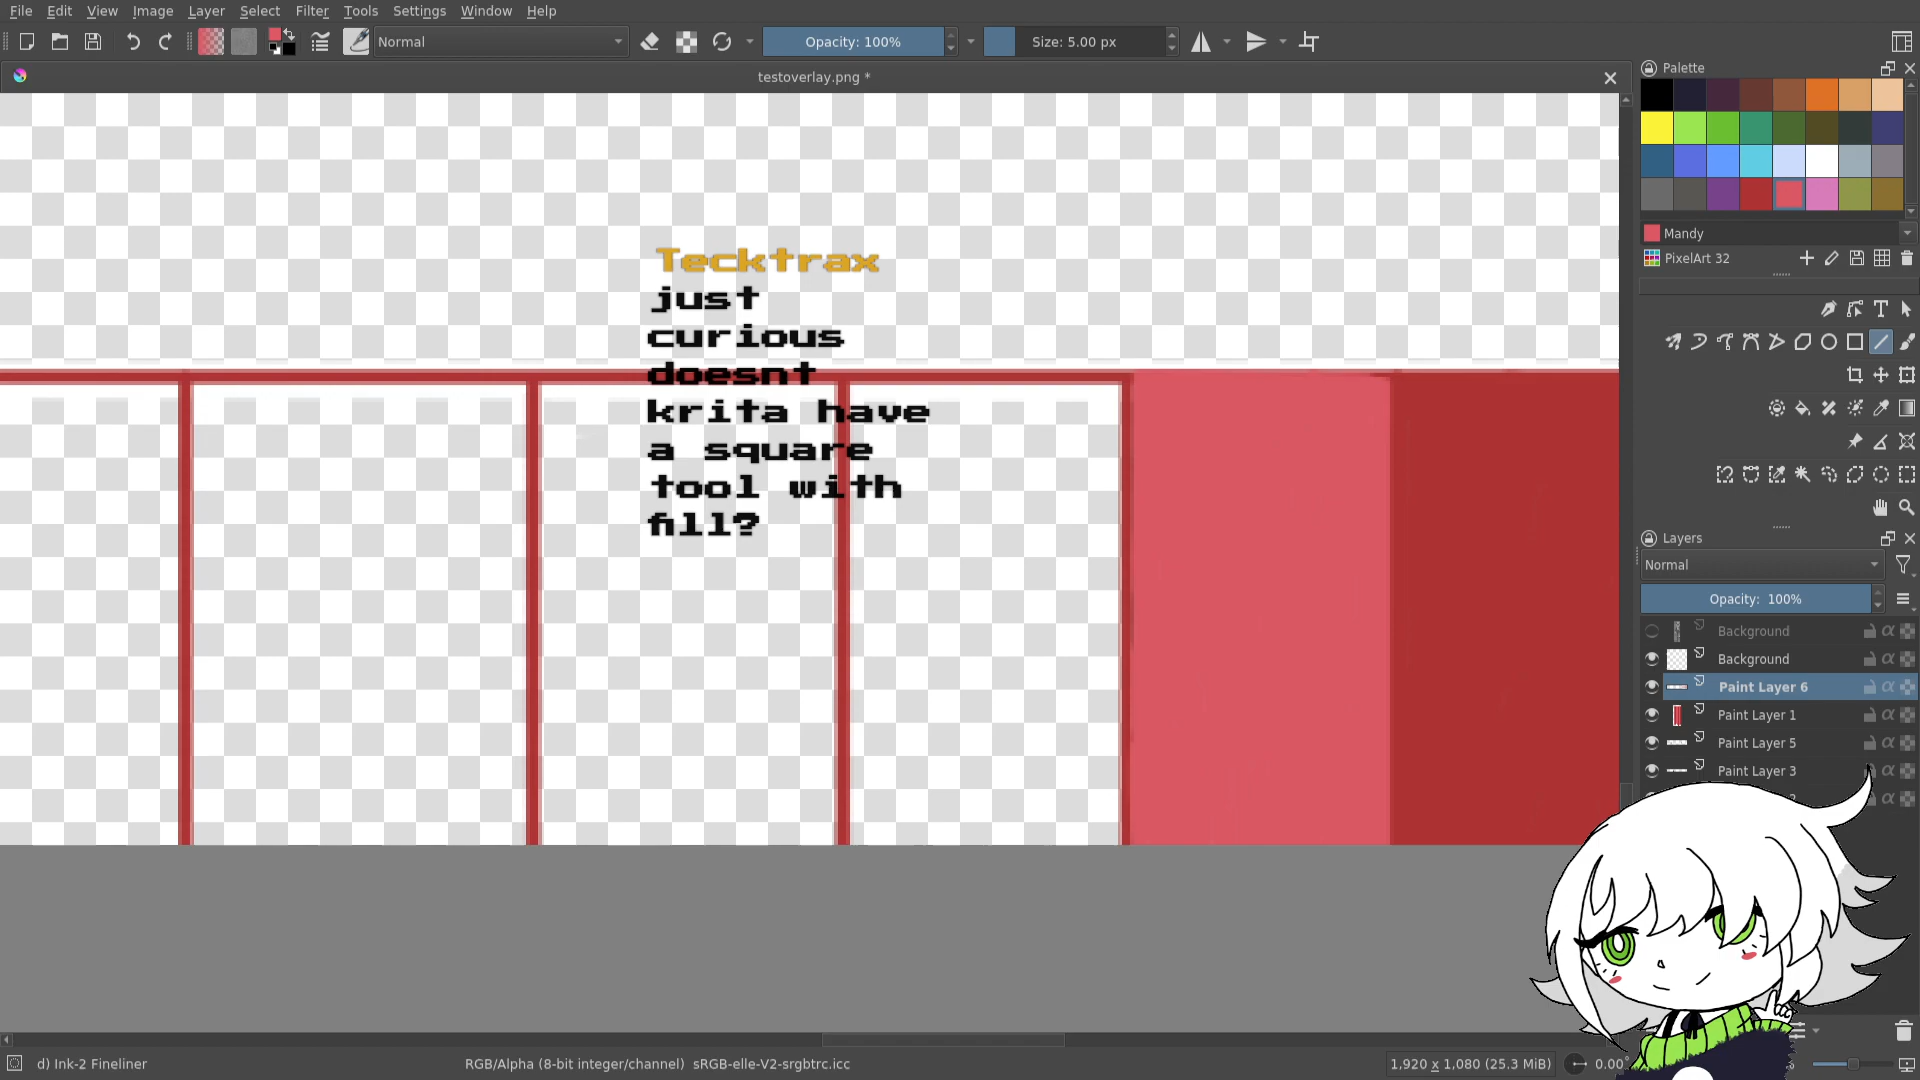 File Edit View Image Layer Select Filter Tools Settings Window Help
Normal
Opacity: 100%
Size: 5.00 px
testoverlay.png *
Palette
Tecktrax
just
curious
doesnt
krita have
a square
tool with
fill?
Mandy
PixelArt 32
Layers
Normal
Opacity: 100%
Background
Background
Paint Layer 6
Paint Layer 1
Paint Layer 5
Paint Layer 3
d) Ink-2 Fineliner
RGB/Alpha (8-bit integer/channel) sRGB-elle-V2-srgbtrc.icc
1,920 x 1,080 (25.3 MiB)
0.00°